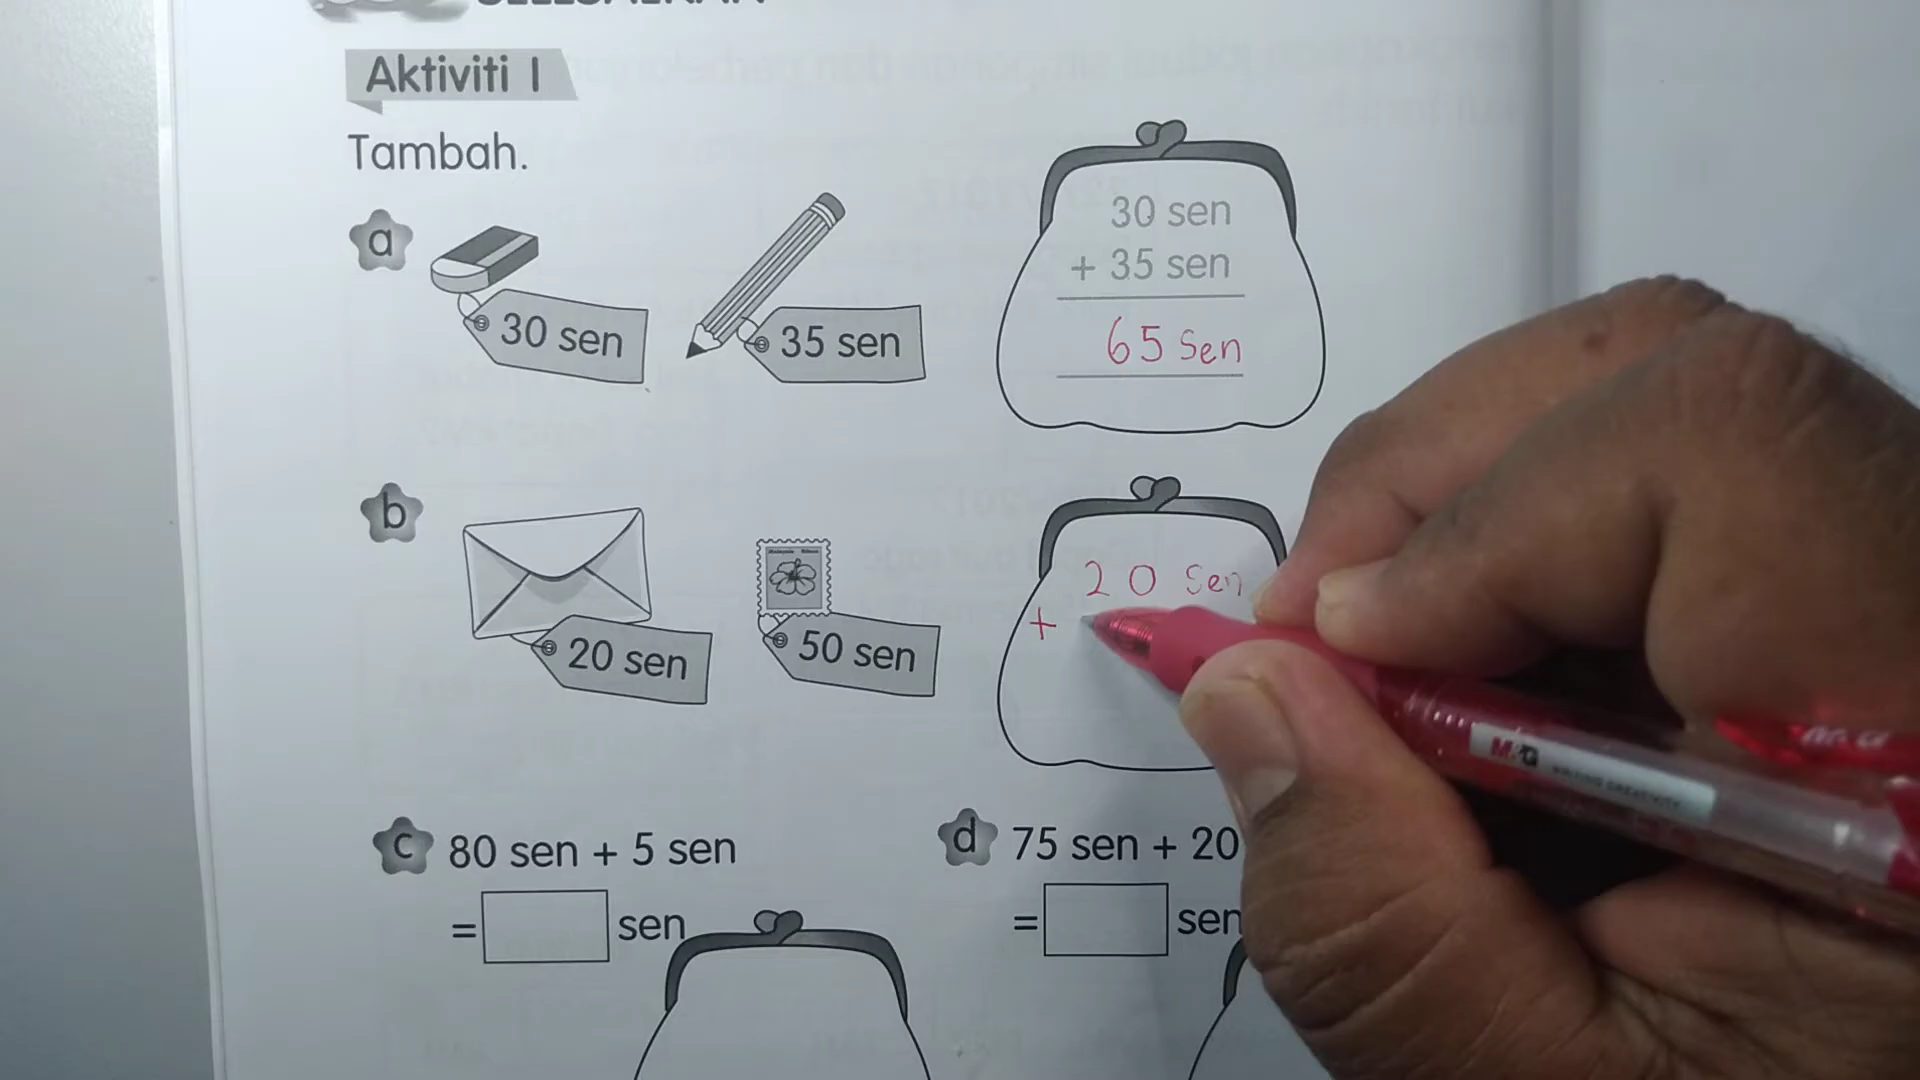 Aktiviti 1
Tambah.
a
30 sen
35 sen
30 sen
+ 35 sen
65 sen
b
20 sen
50 sen
20 sen
+
c 80 sen + 5 sen
= sen
d 75 sen + 20
= sen
M&G